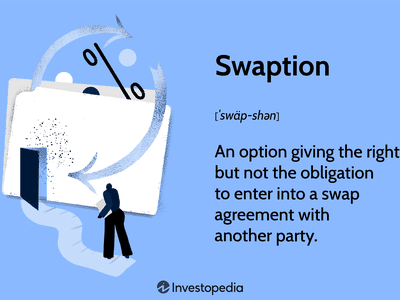 %
Swaption
[ˈswäp-shən]
An option giving the right
but not the obligation
to enter into a swap
agreement with
another party.
Investopedia